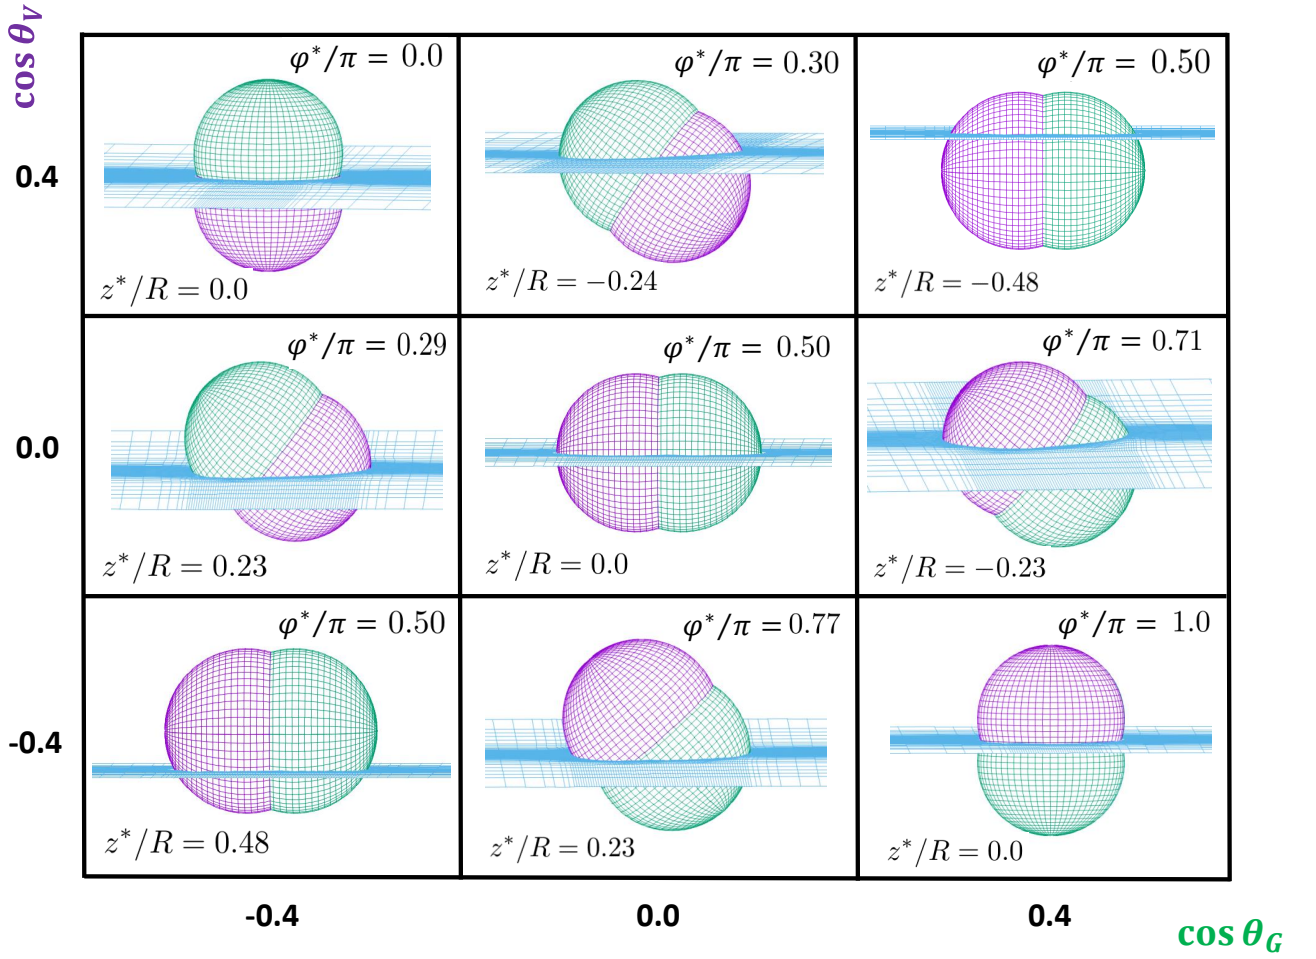 cos θ_V
φ*/π = 0.0
φ*/π = 0.30
φ*/π = 0.50
0.4
z*/R = 0.0
z*/R = −0.24
z*/R = −0.48
φ*/π = 0.29
φ*/π = 0.50
φ*/π = 0.71
0.0
z*/R = 0.23
z*/R = 0.0
z*/R = −0.23
φ*/π = 0.50
φ*/π = 0.77
φ*/π = 1.0
-0.4
z*/R = 0.48
z*/R = 0.23
z*/R = 0.0
-0.4
0.0
0.4
cos θ_G